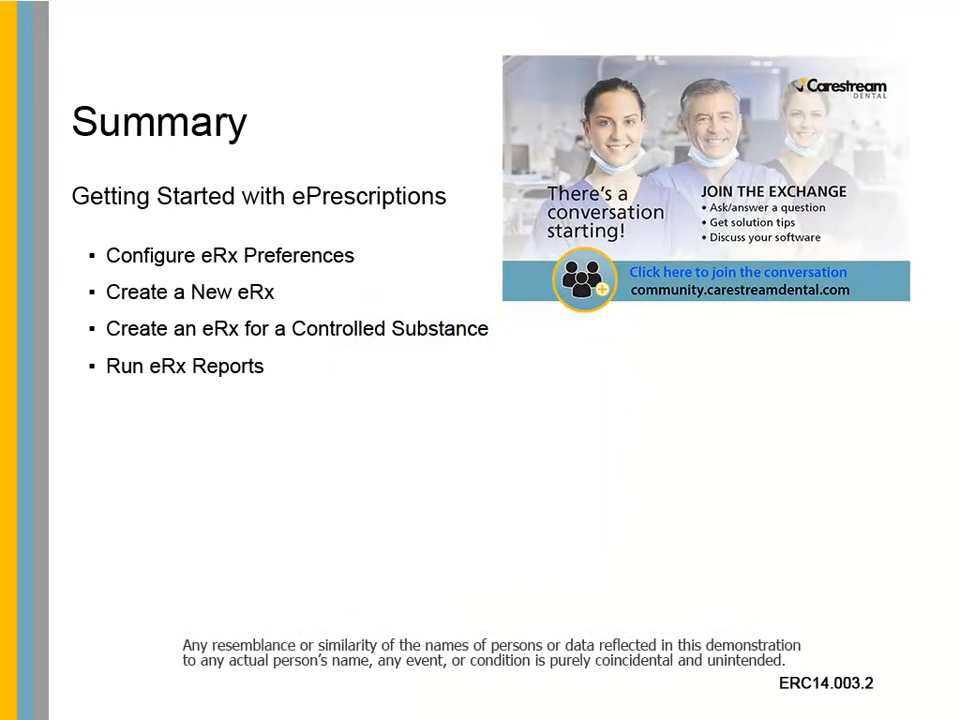 Summary
Getting Started with ePrescriptions
▪ Configure eRx Preferences
▪ Create a New eRx
▪ Create an eRx for a Controlled Substance
▪ Run eRx Reports
Carestream
DENTAL
There's a
conversation
starting!
JOIN THE EXCHANGE
• Ask/answer a question
• Get solution tips
• Discuss your software
Click here to join the conversation
community.carestreamdental.com
Any resemblance or similarity of the names of persons or data reflected in this demonstration
to any actual person's name, any event, or condition is purely coincidental and unintended.
ERC14.003.2